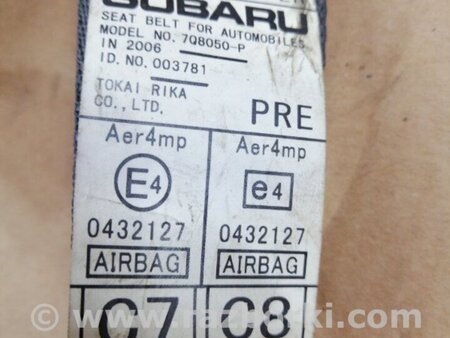 SUBARU
SEAT BELT FOR AUTOMOBILES
MODEL NO. 7Q8050-P
IN 2006
ID. NO. 003781
TOKAI RIKA
CO., LTD.
PRE
Aer4mp Aer4mp
E4 e4
0432127 0432127
AIRBAG AIRBAG
C7 C8